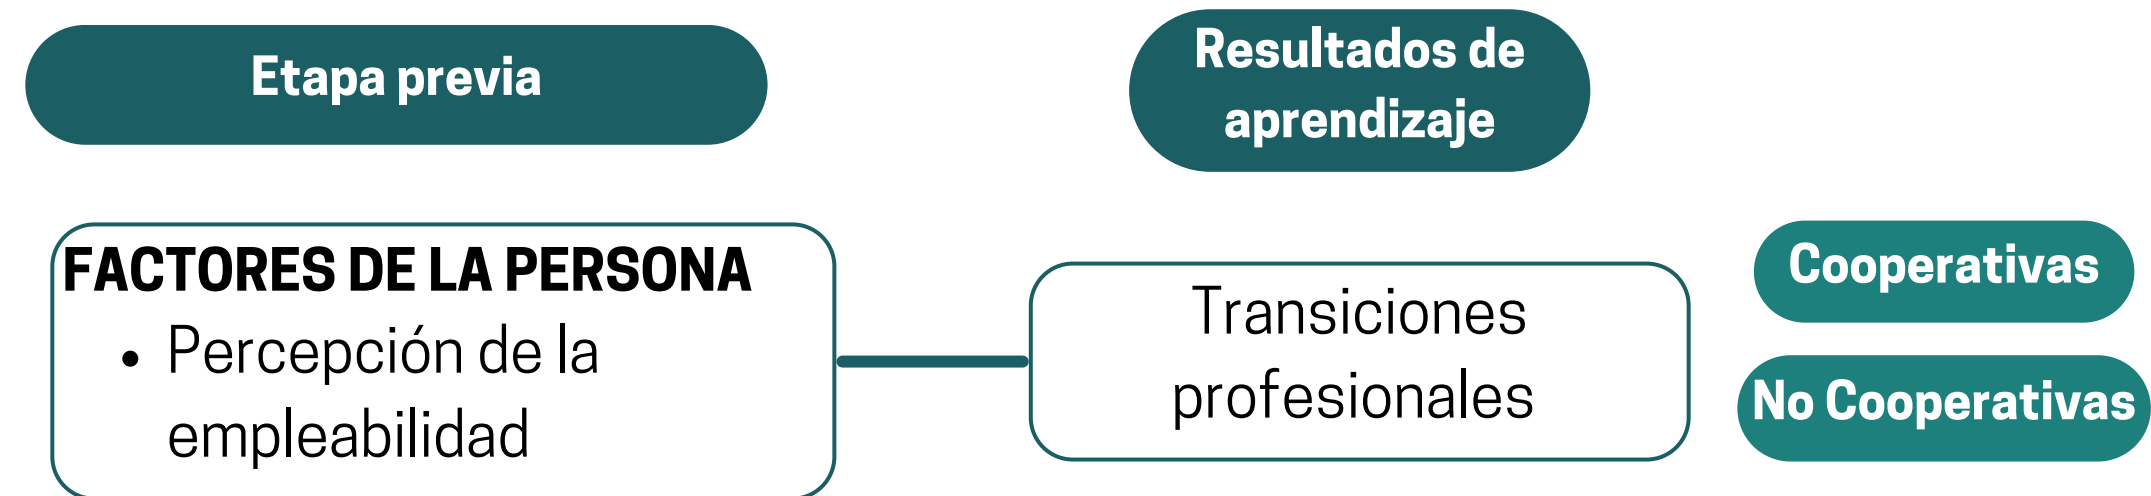 Etapa previa
Resultados de
aprendizaje
FACTORES DE LA PERSONA
• Percepción de la
empleabilidad
Transiciones
profesionales
Cooperativas
No Cooperativas